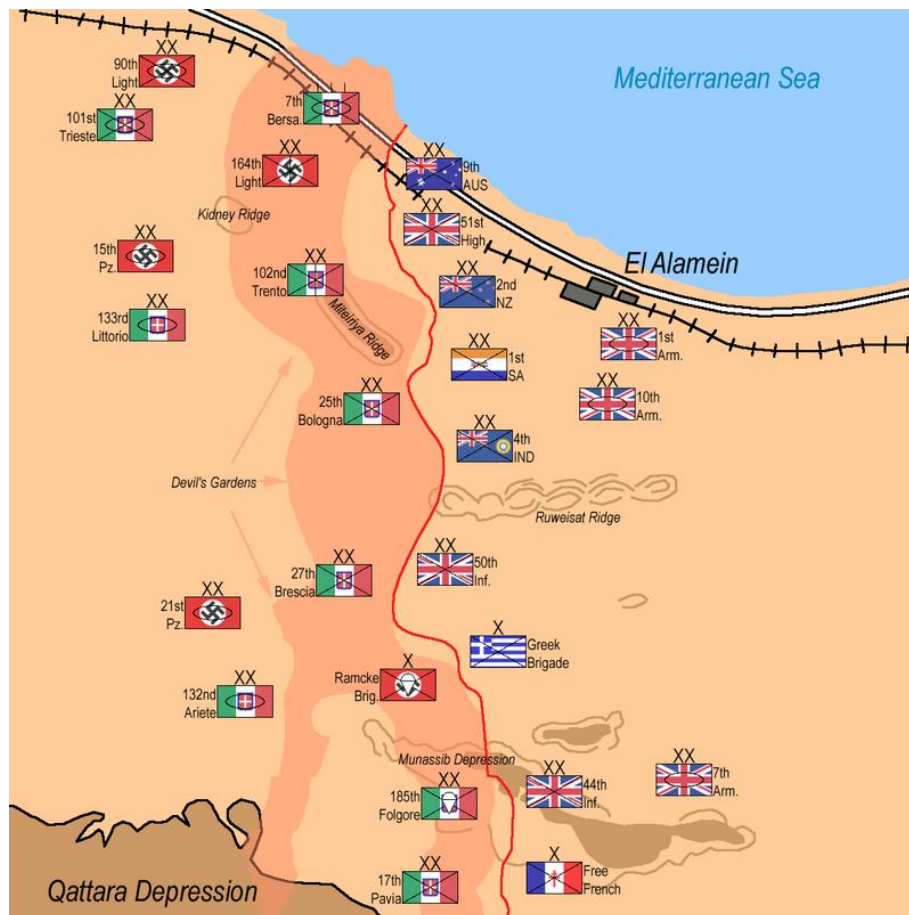 XX
90th
Light
Mediterranean Sea
XX
101st
Trieste
7th
Bersa.
XX
164th
Light
XX
9th
AUS
Kidney Ridge
XX
51st
High.
XX
15th
Pz.
XX
102nd
Trento
El Alamein
XX
2nd
NZ
XX
133rd
Littorio
Miteiriya Ridge
XX
1st
Arm.
XX
1st
SA
XX
25th
Bologna
XX
10th
Arm.
XX
4th
IND
Devil's Gardens
Ruweisat Ridge
XX
27th
Brescia
XX
50th
Inf.
XX
21st
Pz.
X
Greek
Brigade
X
Ramcke
Brig.
XX
132nd
Ariete
Munassib Depression
XX
7th
Arm.
XX
185th
Folgore
XX
44th
Inf.
XX
17th
Pavia
X
Free
French
Qattara Depression